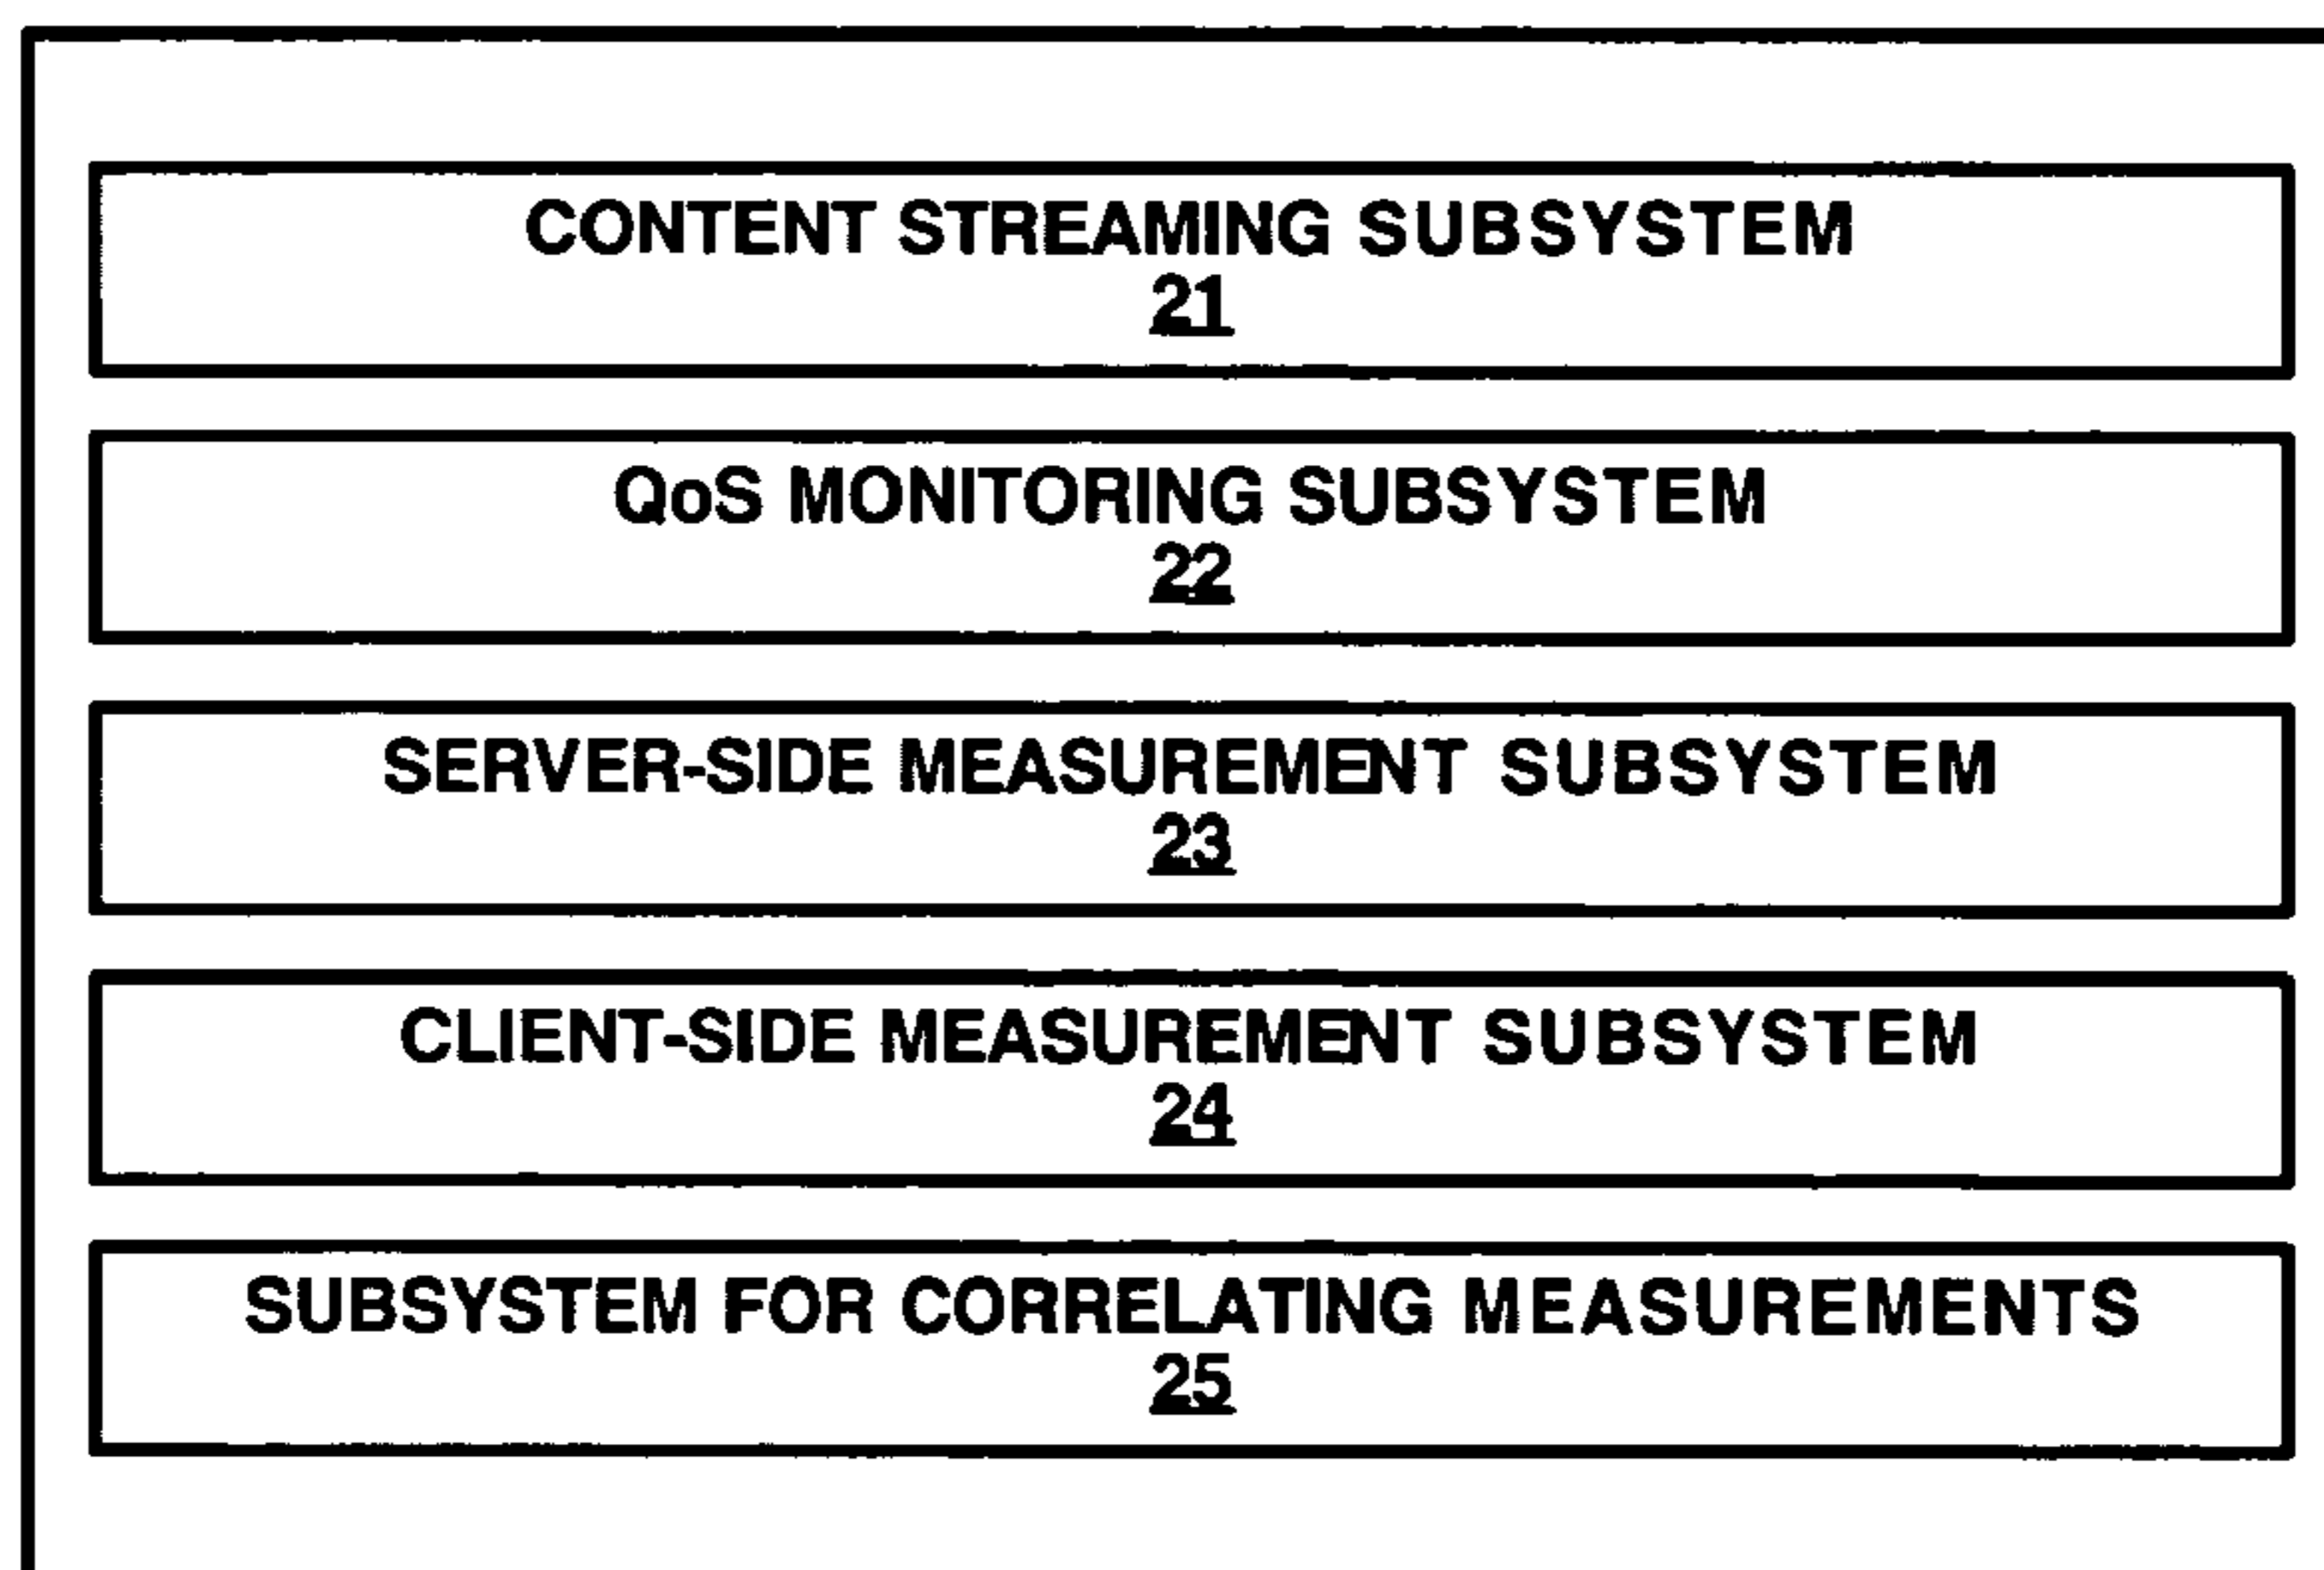 CONTENT STREAMING SUBSYSTEM
21
QoS MONITORING SUBSYSTEM
22
SERVER-SIDE MEASUREMENT SUBSYSTEM
23
CLIENT-SIDE MEASUREMENT SUBSYSTEM
24
SUBSYSTEM FOR CORRELATING MEASUREMENTS
25